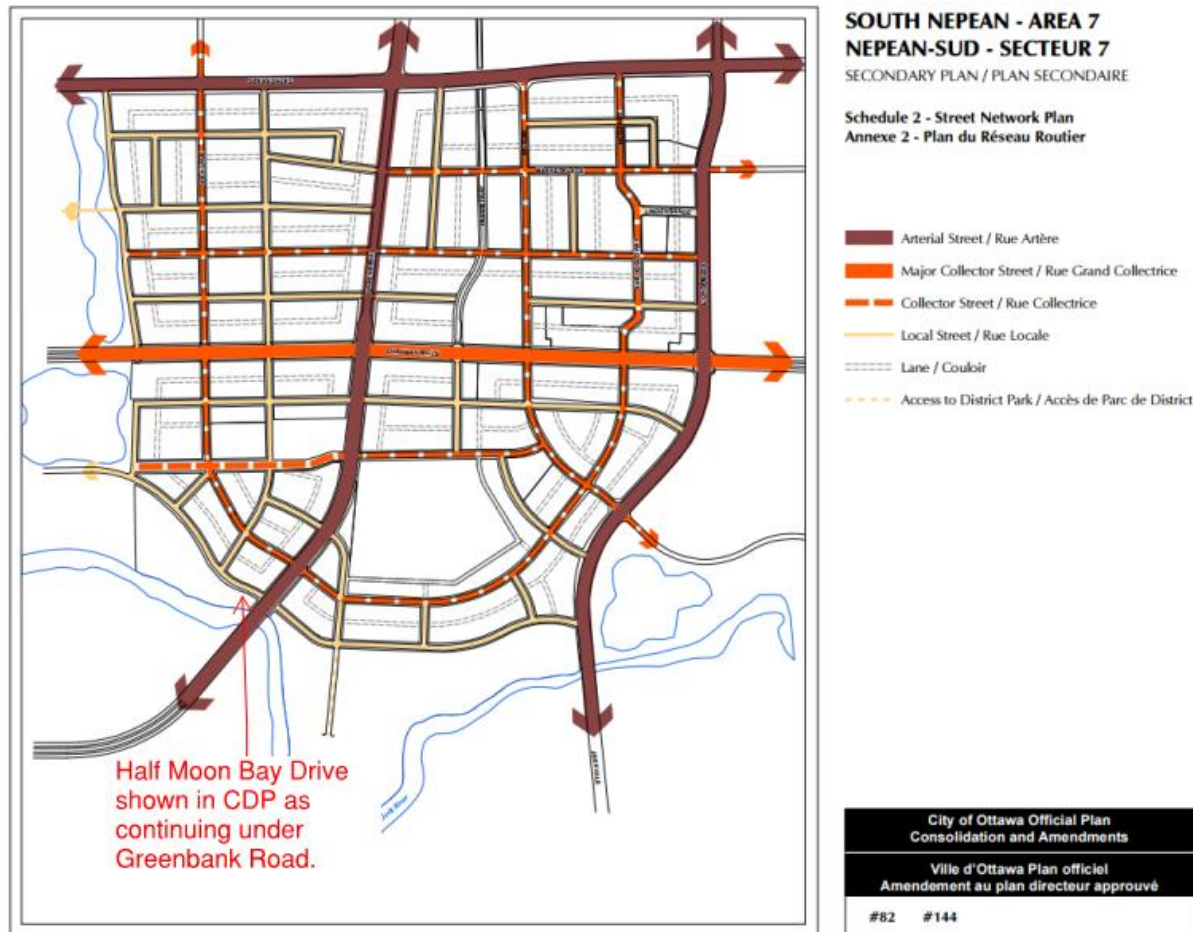 SOUTH NEPEAN - AREA 7
NEPEAN-SUD - SECTEUR 7
SECONDARY PLAN / PLAN SECONDAIRE
Schedule 2 - Street Network Plan
Annexe 2 - Plan du Réseau Routier
Arterial Street / Rue Artère
Major Collector Street / Rue Grand Collectrice
Collector Street / Rue Collectrice
Local Street / Rue Locale
Lane / Couloir
Access to District Park / Accès de Parc de District
Jock River
Half Moon Bay Drive
shown in CDP as
continuing under
Greenbank Road.
City of Ottawa Official Plan
Consolidation and Amendments
Ville d'Ottawa Plan officiel
Amendement au plan directeur approuvé
#82 #144